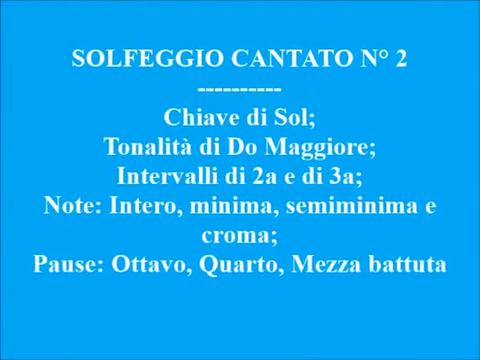 SOLFEGGIO CANTATO N° 2
----------
Chiave di Sol;
Tonalità di Do Maggiore;
Intervalli di 2a e di 3a;
Note: Intero, minima, semiminima e
croma;
Pause: Ottavo, Quarto, Mezza battuta